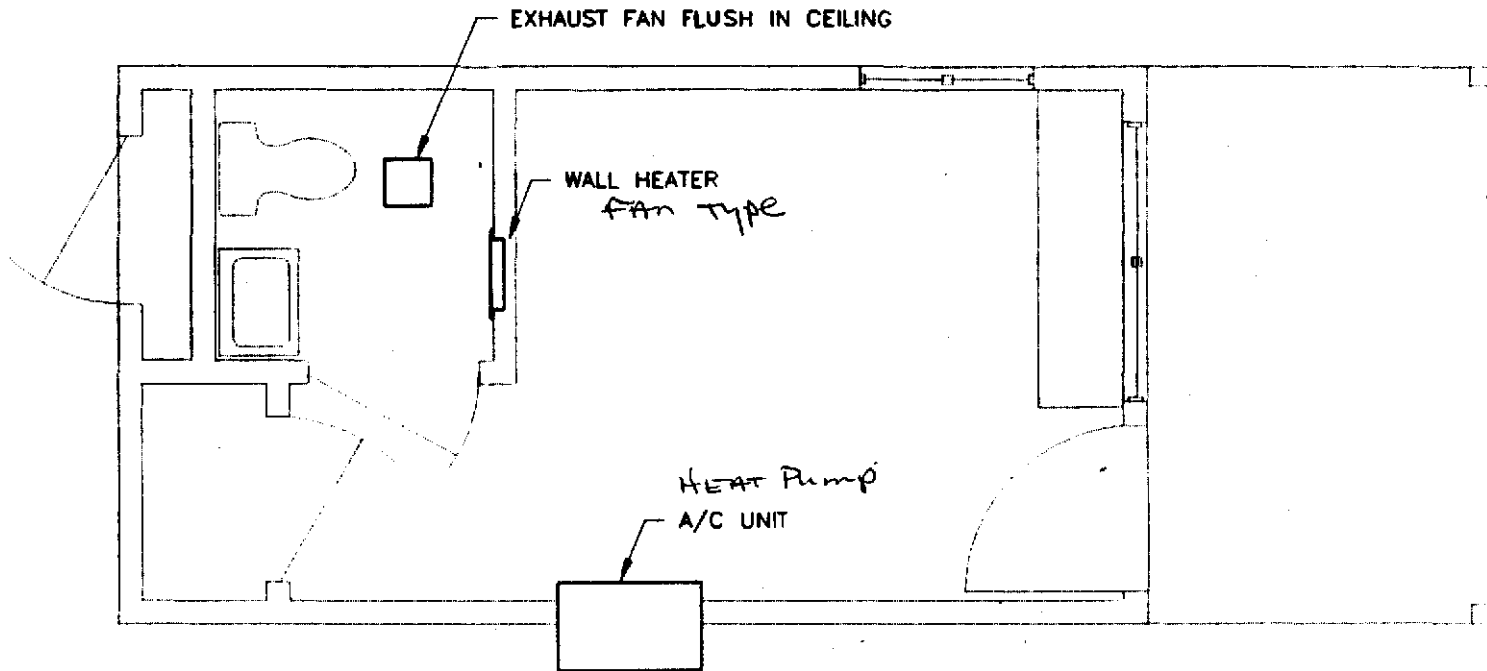 EXHAUST FAN FLUSH IN CEILING
WALL HEATER
FAN TYPE
HEAT Pump
A/C UNIT